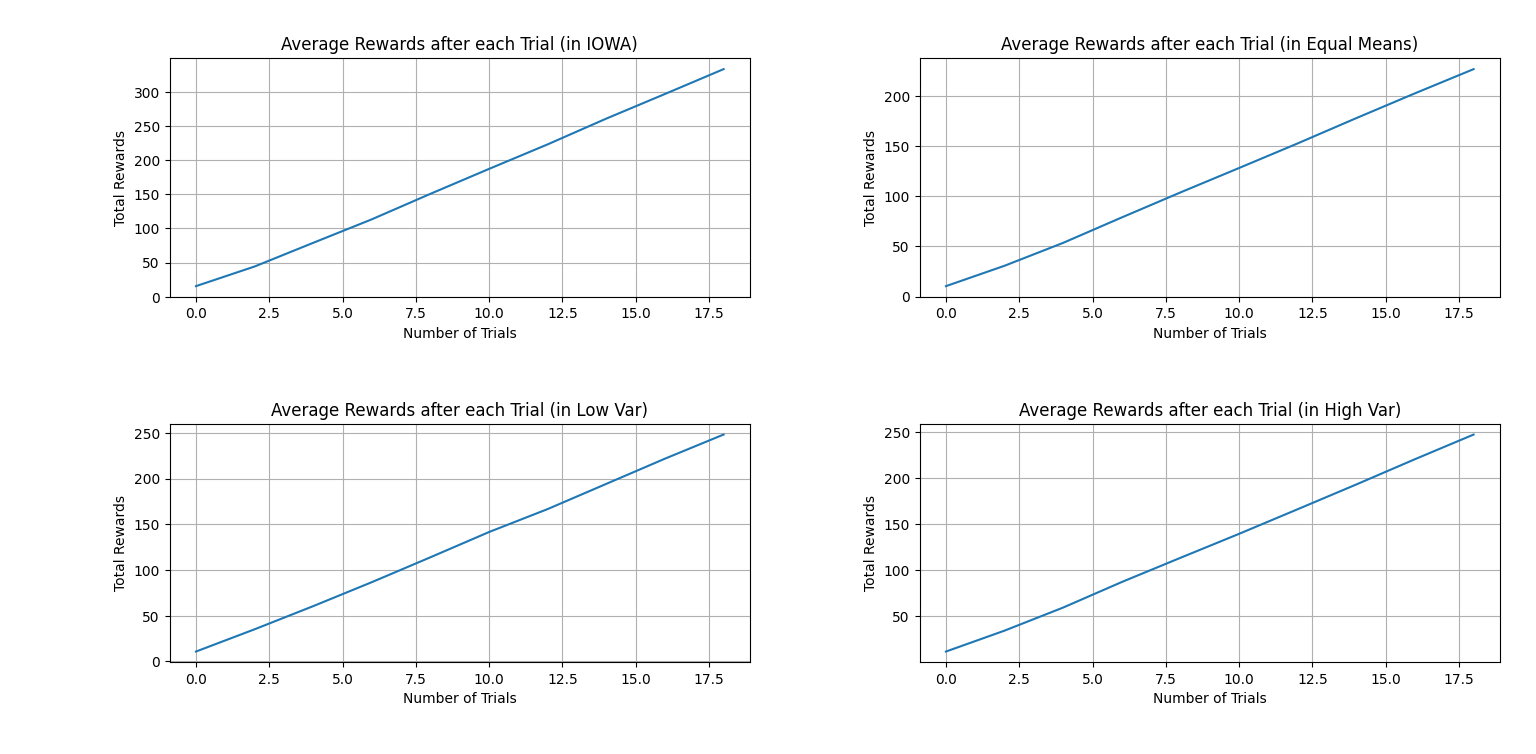 Average Rewards after each Trial (in IOWA)
Total Rewards
300
250
200
150
100
50
0
0.0 2.5 5.0 7.5 10.0 12.5 15.0 17.5
Number of Trials
Average Rewards after each Trial (in Equal Means)
Total Rewards
200
150
100
50
0
0.0 2.5 5.0 7.5 10.0 12.5 15.0 17.5
Number of Trials
Average Rewards after each Trial (in Low Var)
Total Rewards
250
200
150
100
50
0
0.0 2.5 5.0 7.5 10.0 12.5 15.0 17.5
Number of Trials
Average Rewards after each Trial (in High Var)
Total Rewards
250
200
150
100
50
0.0 2.5 5.0 7.5 10.0 12.5 15.0 17.5
Number of Trials